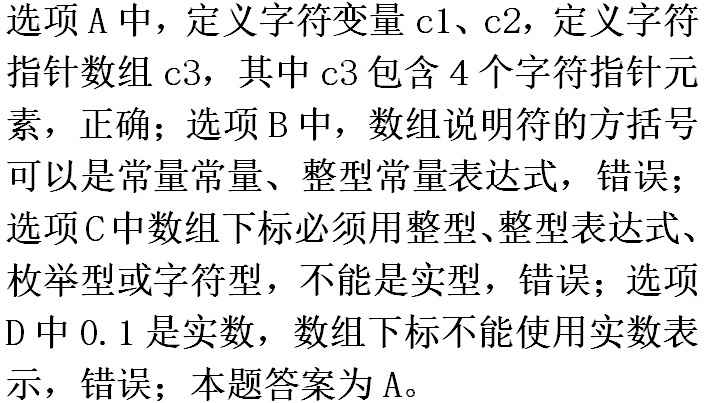 选项 A 中，定义字符变量 c1、c2，定义字符
指针数组 c3，其中 c3 包含 4 个字符指针元
素，正确；选项 B 中，数组说明符的方括号
可以是常量常量、整型常量表达式，错误；
选项 C 中数组下标必须用整型、整型表达式、
枚举型或字符型，不能是实型，错误；选项
D 中 0.1 是实数，数组下标不能使用实数表
示，错误；本题答案为 A。